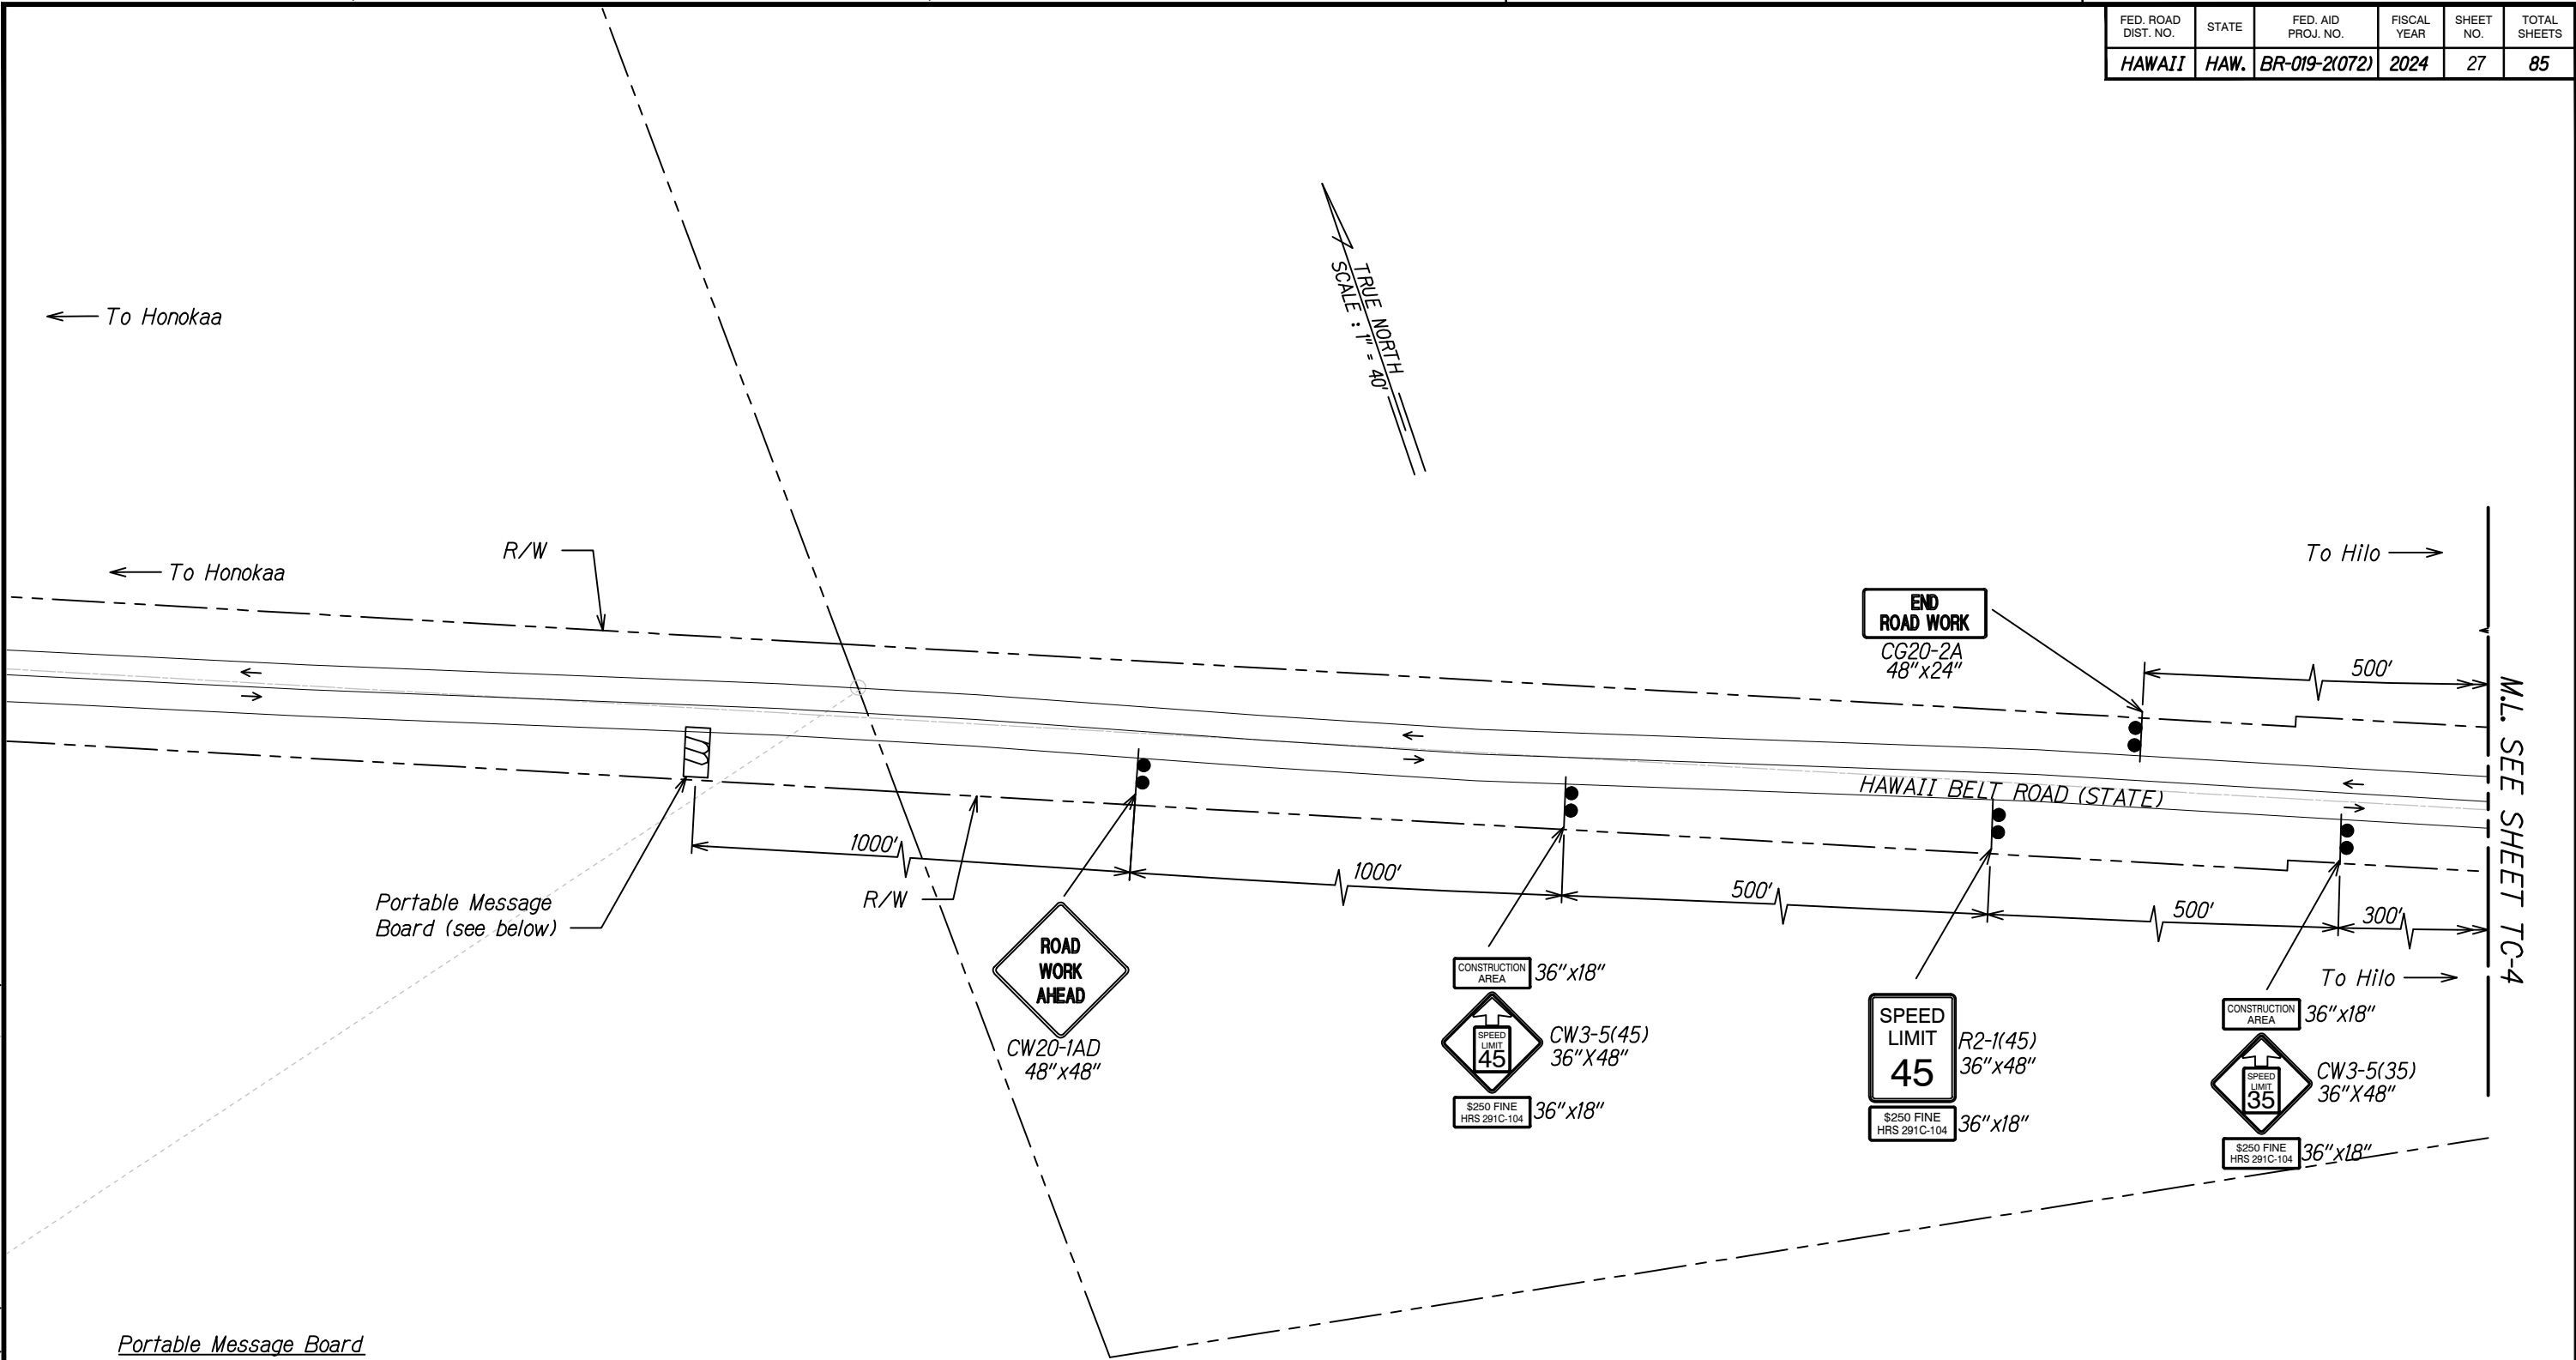 FED. ROAD DIST. NO. STATE FED. AID PROJ. NO. FISCAL YEAR SHEET NO. TOTAL SHEETS
HAWAII HAW. BR-019-2(072) 2024 27 85
TRUE NORTH
SCALE : 1" = 40'
To Honokaa
R/W
To Honokaa
To Hilo
END
ROAD WORK
CG20-2A
48"x24"
500'
M.L. SEE SHEET TC-4
HAWAII BELT ROAD (STATE)
1000'
1000'
500'
500'
300'
Portable Message
Board (see below)
R/W
ROAD
WORK
AHEAD
CW20-1AD
48"x48"
CONSTRUCTION
AREA
36"x18"
SPEED
LIMIT
45
CW3-5(45)
36"X48"
$250 FINE
HRS 291C-104
36"x18"
SPEED
LIMIT
45
R2-1(45)
36"x48"
$250 FINE
HRS 291C-104
36"x18"
To Hilo
CONSTRUCTION
AREA
36"x18"
SPEED
LIMIT
35
CW3-5(35)
36"X48"
$250 FINE
HRS 291C-104
36"x18"
Portable Message Board